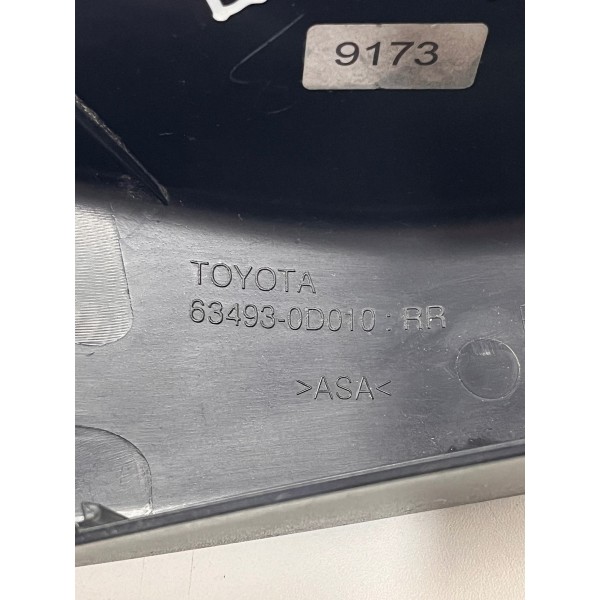 9173
TOYOTA
63493-0D010 : RR
>ASA<